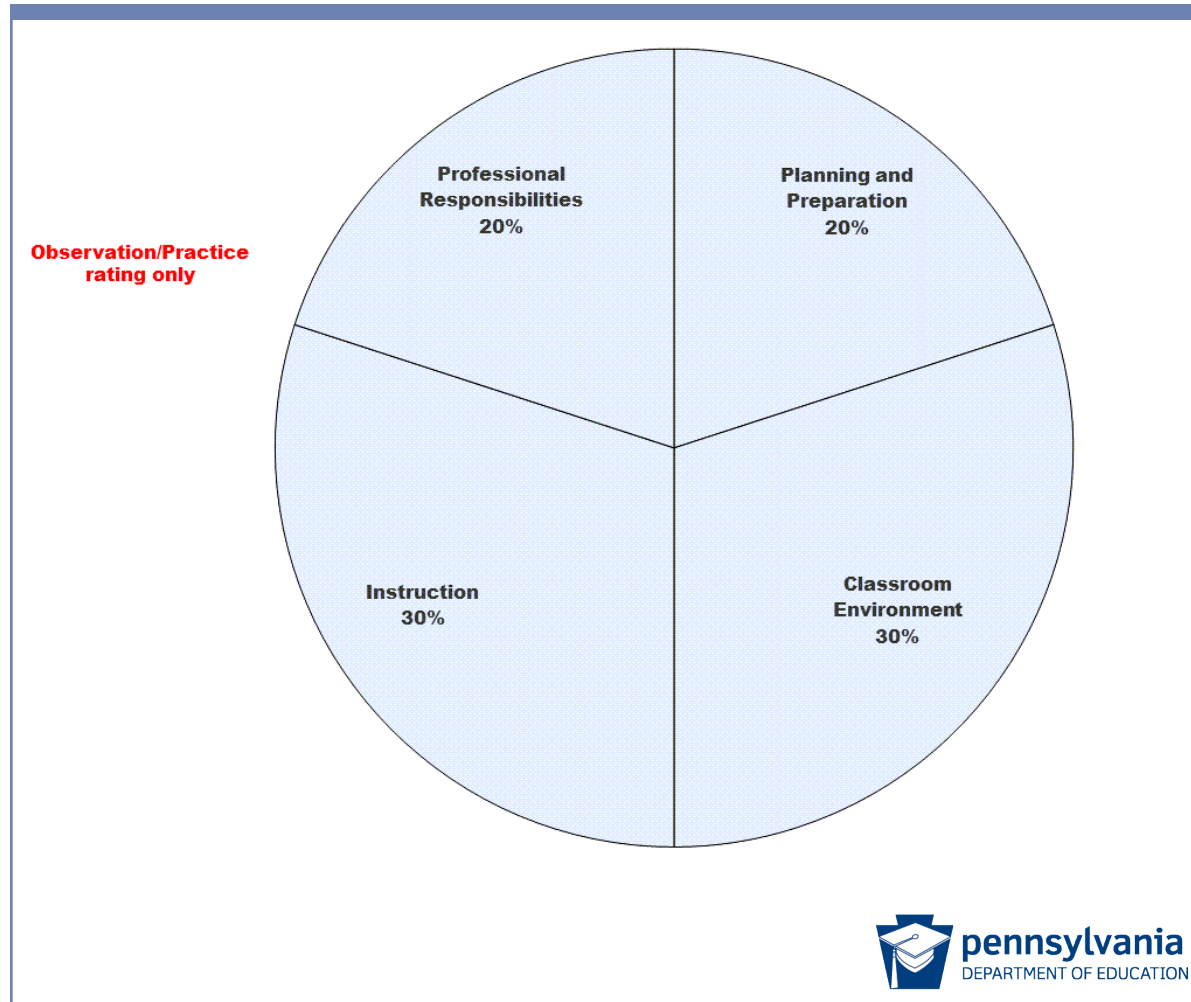 Professional
Responsibilities
20%
Planning and
Preparation
20%
Observation/Practice
rating only
Instruction
30%
Classroom
Environment
30%
pennsylvania
DEPARTMENT OF EDUCATION